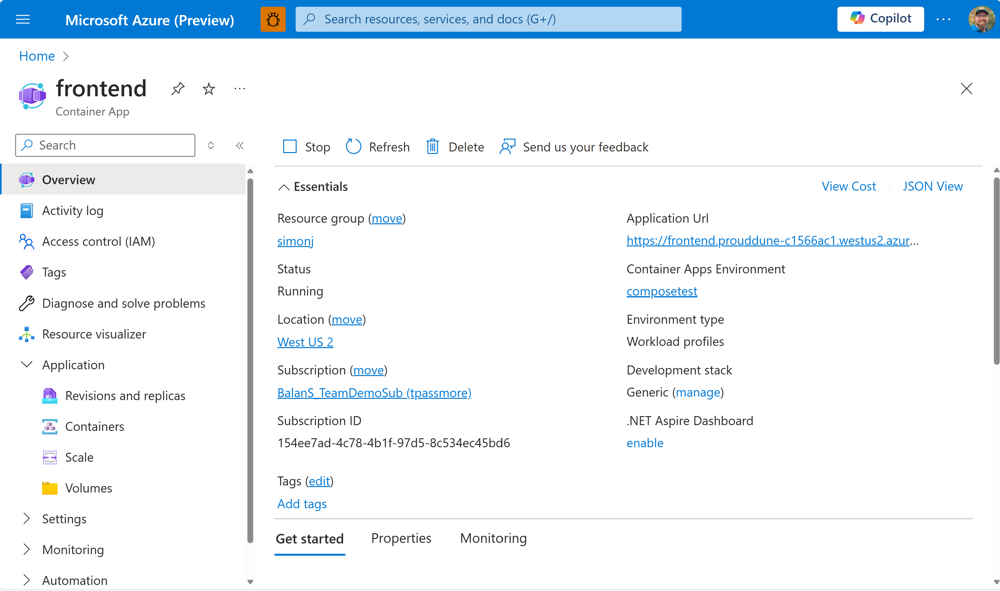 Microsoft Azure (Preview)
Search resources, services, and docs (G+/)
Copilot
Home
frontend
Container App
Search
Stop
Refresh
Delete
Send us your feedback
Overview
Activity log
Access control (IAM)
Tags
Diagnose and solve problems
Resource visualizer
Application
Revisions and replicas
Containers
Scale
Volumes
Settings
Monitoring
Automation
Essentials
View Cost
JSON View
Resource group (move)
simonj
Status
Running
Location (move)
West US 2
Subscription (move)
BalanS_TeamDemoSub (tpassmore)
Subscription ID
154ee7ad-4c78-4b1f-97d5-8c534ec45bd6
Application Url
https://frontend.prouddune-c1566ac1.westus2.azur...
Container Apps Environment
composetest
Environment type
Workload profiles
Development stack
Generic (manage)
.NET Aspire Dashboard
enable
Tags (edit)
Add tags
Get started
Properties
Monitoring